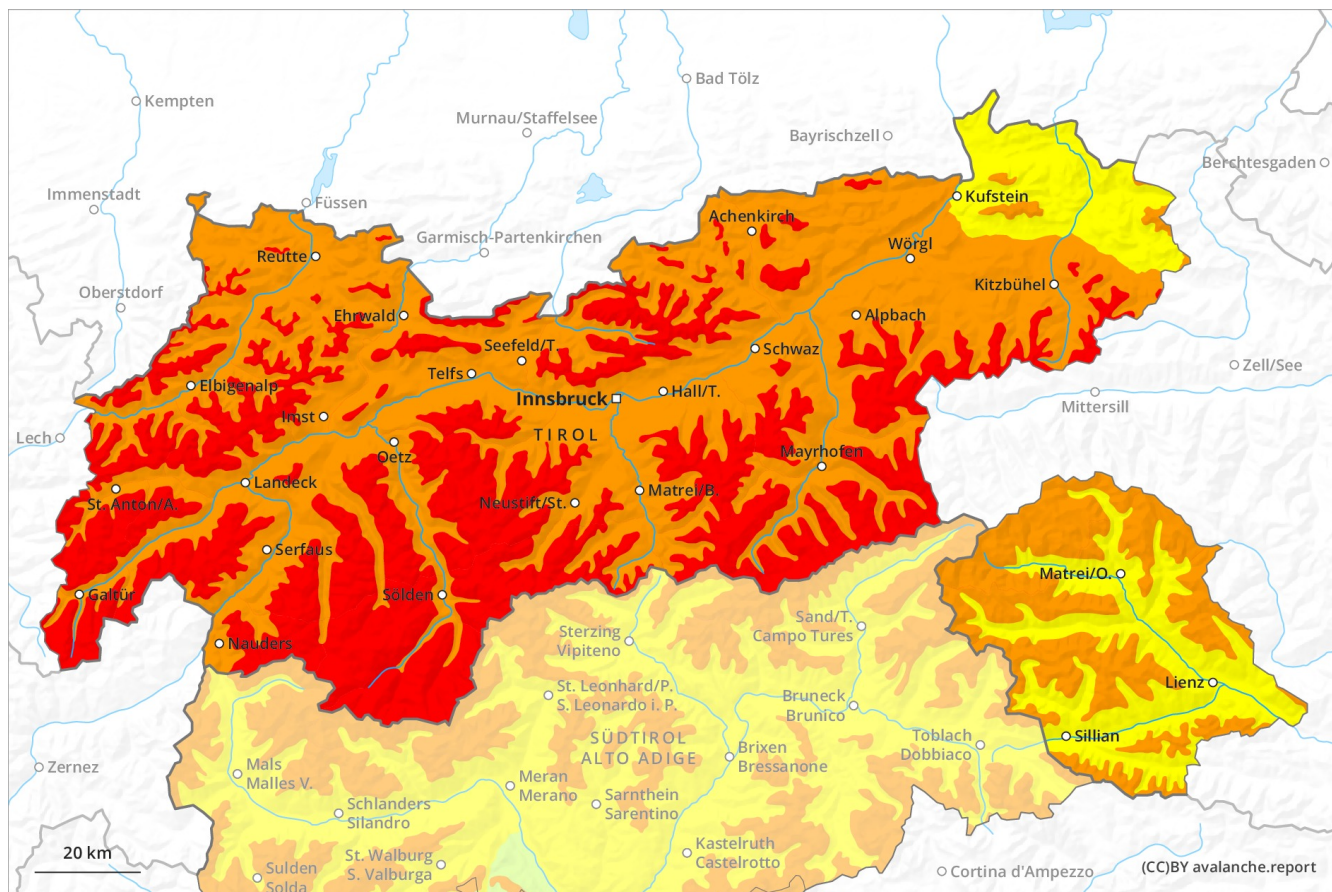 Bad Tölz
Kempten
Murnau/Staffelsee
Bayrischzell
Berchtesgaden
Immenstadt
Füssen
Kufstein
Achenkirch
Garmisch-Partenkirchen
Wörgl
Reutte
Kitzbühel
Oberstdorf
Ehrwald
Alpbach
Seefeld/T.
Schwaz
Zell/See
Telfs
Elbigenalp
Hall/T.
Innsbruck
Mittersill
Imst
TIROL
Lech
Oetz
Mayrhofen
Landeck
Matrei/B.
St. Anton/A.
Neustift/St.
Serfaus
Matrei/O.
Galtür
Sölden
Sand/T.
Campo Tures
Sterzing
Vipiteno
Nauders
Lienz
St. Leonhard/P.
S. Leonardo i. P.
Bruneck
Brunico
Sillian
SÜDTIROL
ALTO ADIGE
Toblach
Dobbiaco
Brixen
Bressanone
Zernez
Mals
Malles V.
Meran
Merano
Sarnthein
Sarentino
Schlanders
Silandro
Kastelruth
Castelrotto
20 km
St. Walburg
S. Valburga
Sulden
Solda
Cortina d'Ampezzo
(CC)BY avalanche.report